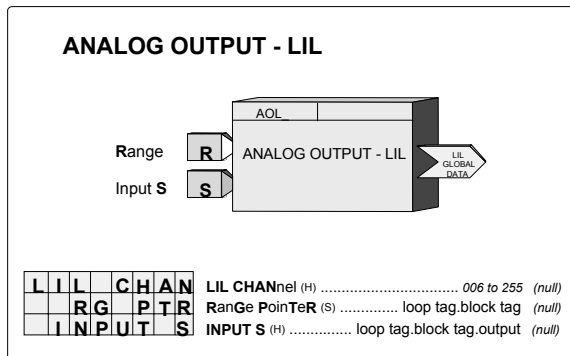 ANALOG OUTPUT - LIL
AOL_
Range R
ANALOG OUTPUT - LIL
LIL
GLOBAL
DATA
Input S S
LIL CHAN LIL CHANnel (H) ................................ 006 to 255 (null)
RG PTR RanGe PoinTeR (S) ............ loop tag.block tag (null)
INPUT S INPUT S (H) ............... loop tag.block tag.output (null)